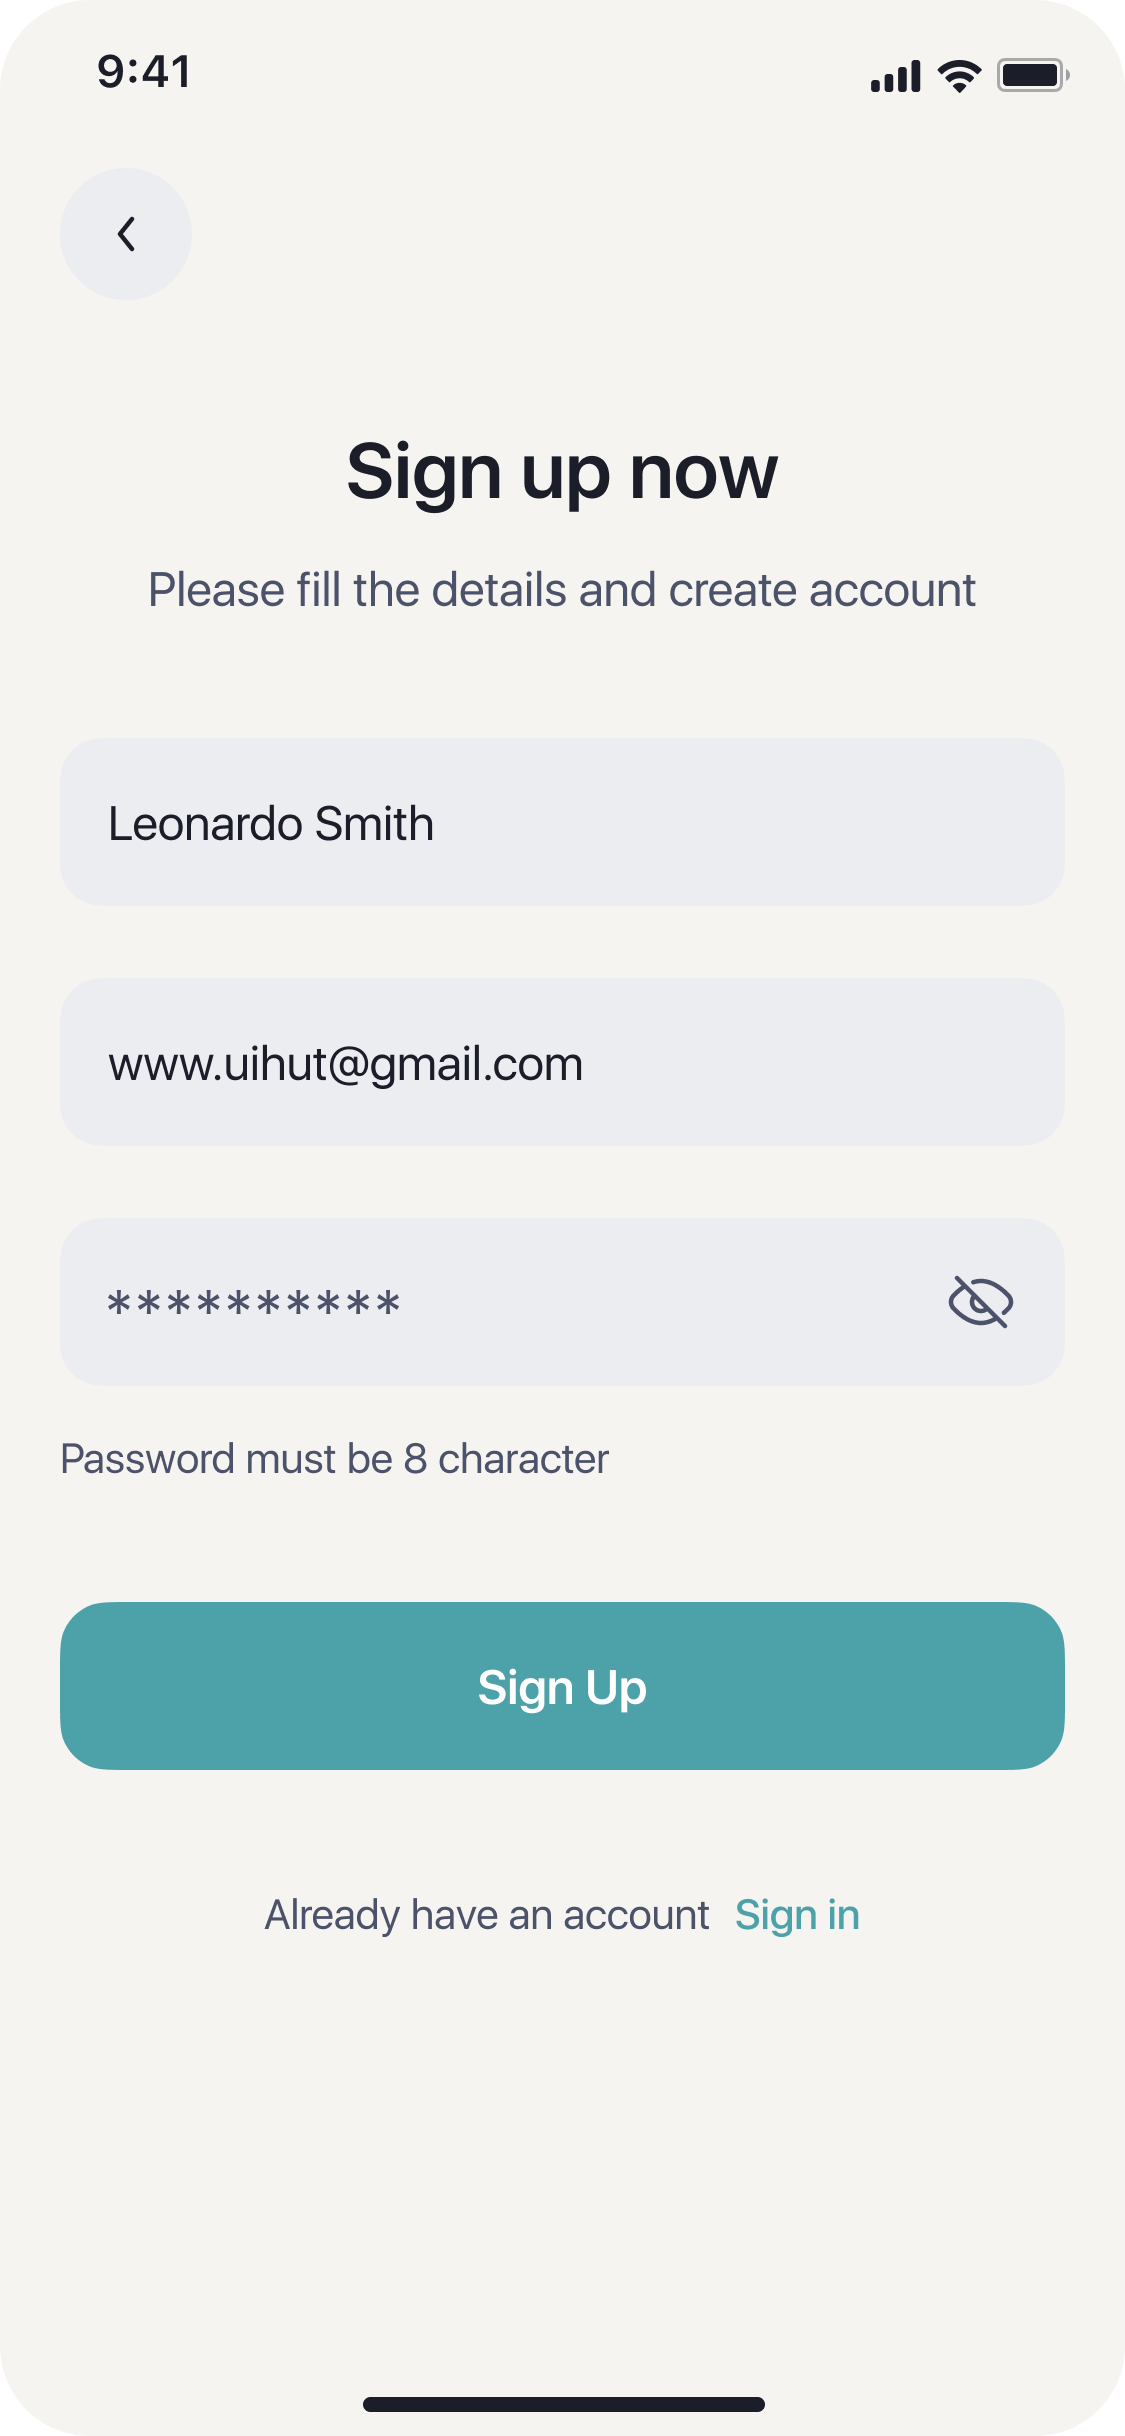 9:41
Sign up now
Please fill the details and create account
Leonardo Smith
www.uihut@gmail.com
**********
Password must be 8 character
Sign Up
Already have an account Sign in